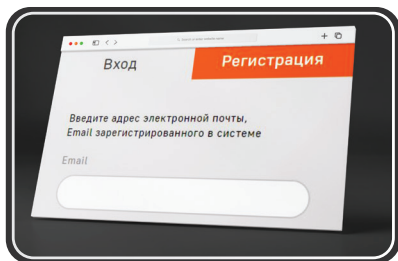 Вход
Регистрация
Введите адрес электронной почты,
Email зарегистрированного в системе
Email